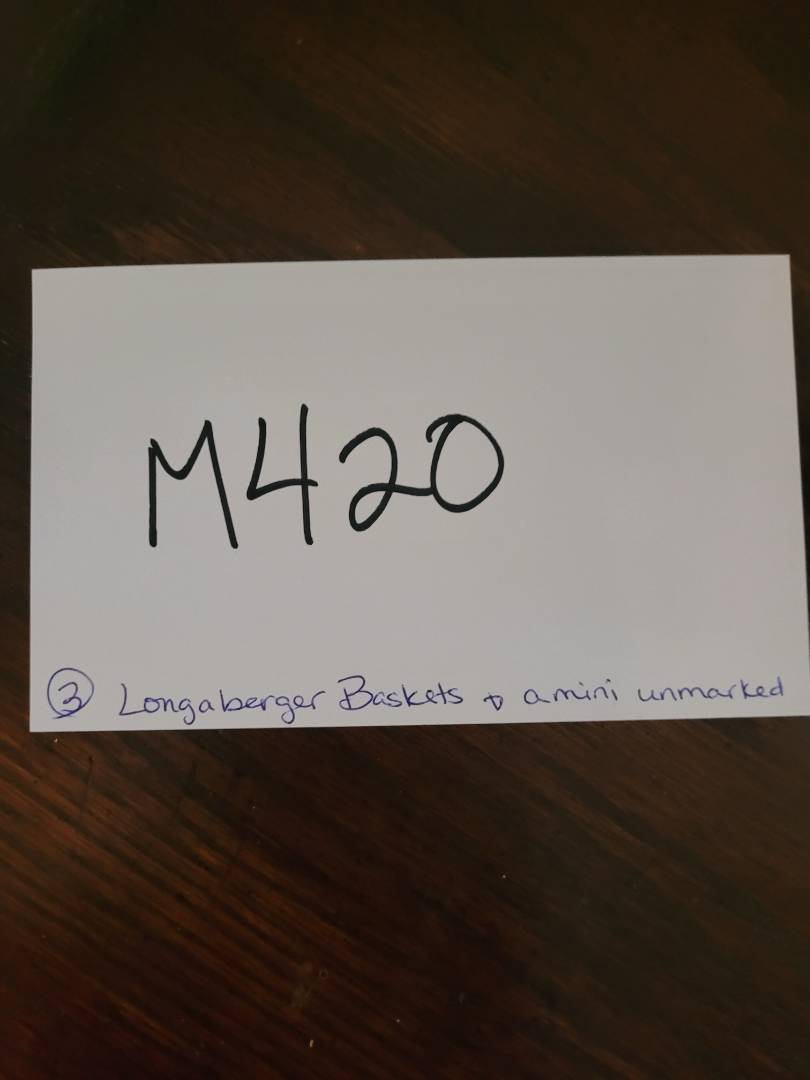 M420
③ Longaberger Baskets + a mini unmarked